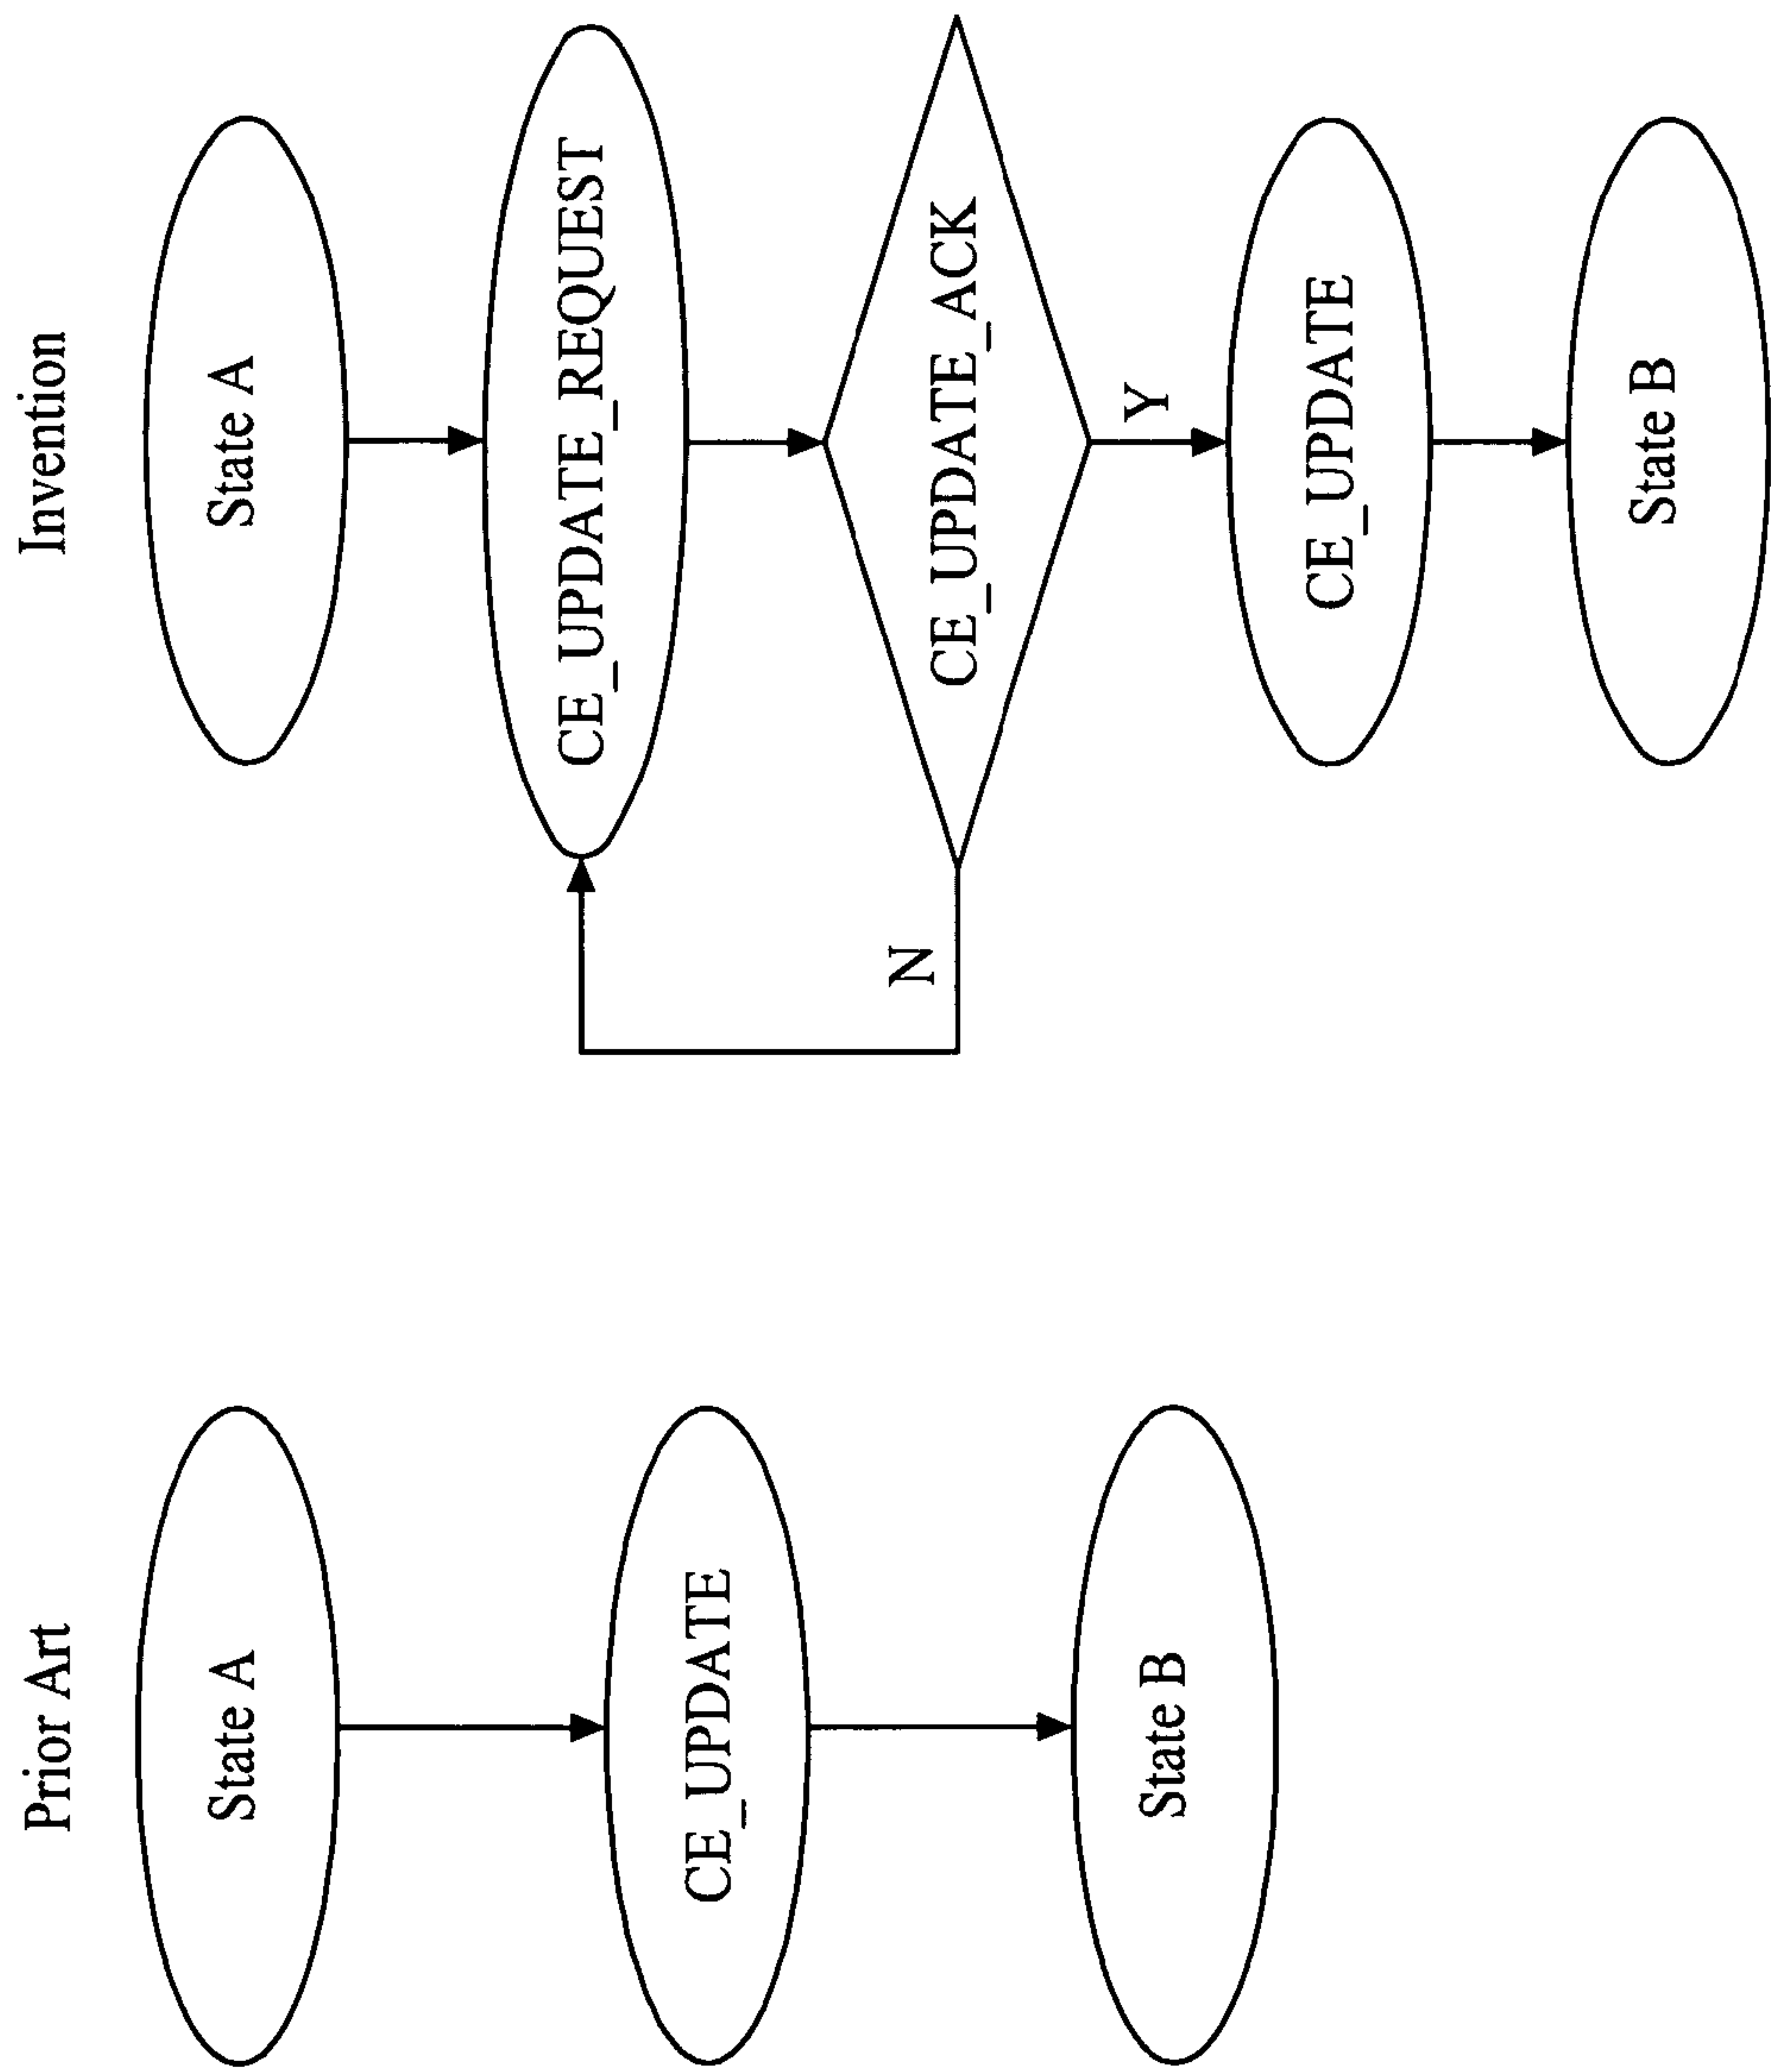 Prior Art
State A
CE_UPDATE
State B
Invention
State A
CE_UPDATE_REQUEST
CE_UPDATE_ACK
N
Y
CE_UPDATE
State B